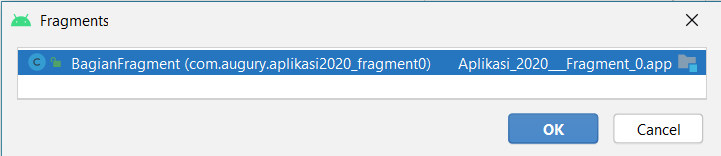 Fragments
C BagianFragment (com.augury.aplikasi2020_fragment0) Aplikasi_2020___Fragment_0.app
OK Cancel